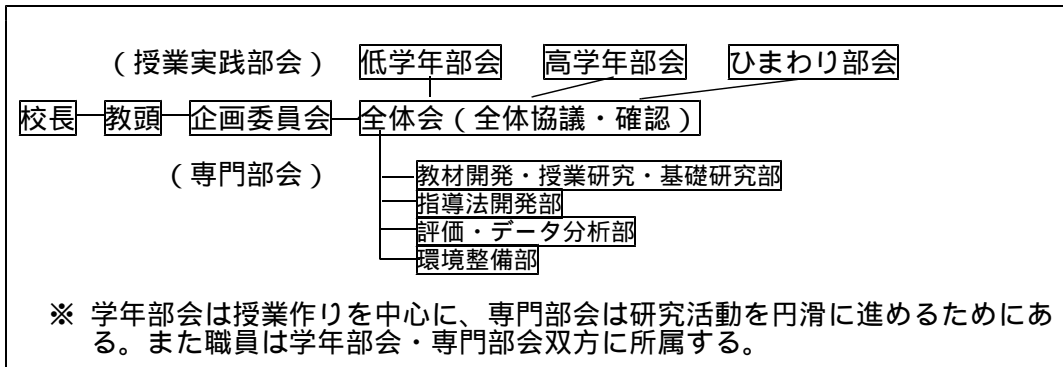 （授業実践部会） 低学年部会 高学年部会 ひまわり部会
校長 教頭 企画委員会 全体会（全体協議・確認）
（専門部会）
教材開発・授業研究・基礎研究部
指導法開発部
評価・データ分析部
環境整備部
※ 学年部会は授業作りを中心に、専門部会は研究活動を円滑に進めるためにあ
る。また職員は学年部会・専門部会双方に所属する。